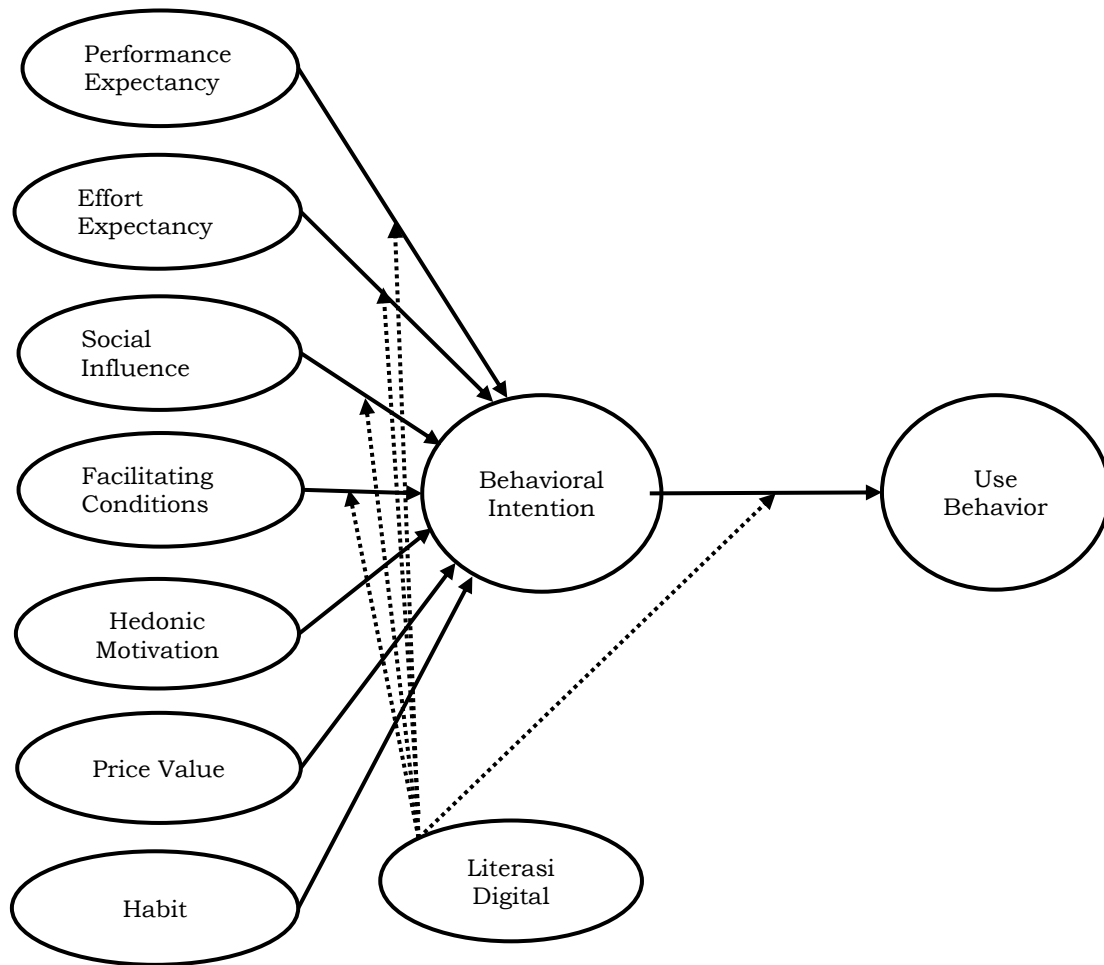 Performance
Expectancy
Effort
Expectancy
Social
Influence
Facilitating
Conditions
Behavioral
Intention
Use
Behavior
Hedonic
Motivation
Price Value
Literasi
Digital
Habit